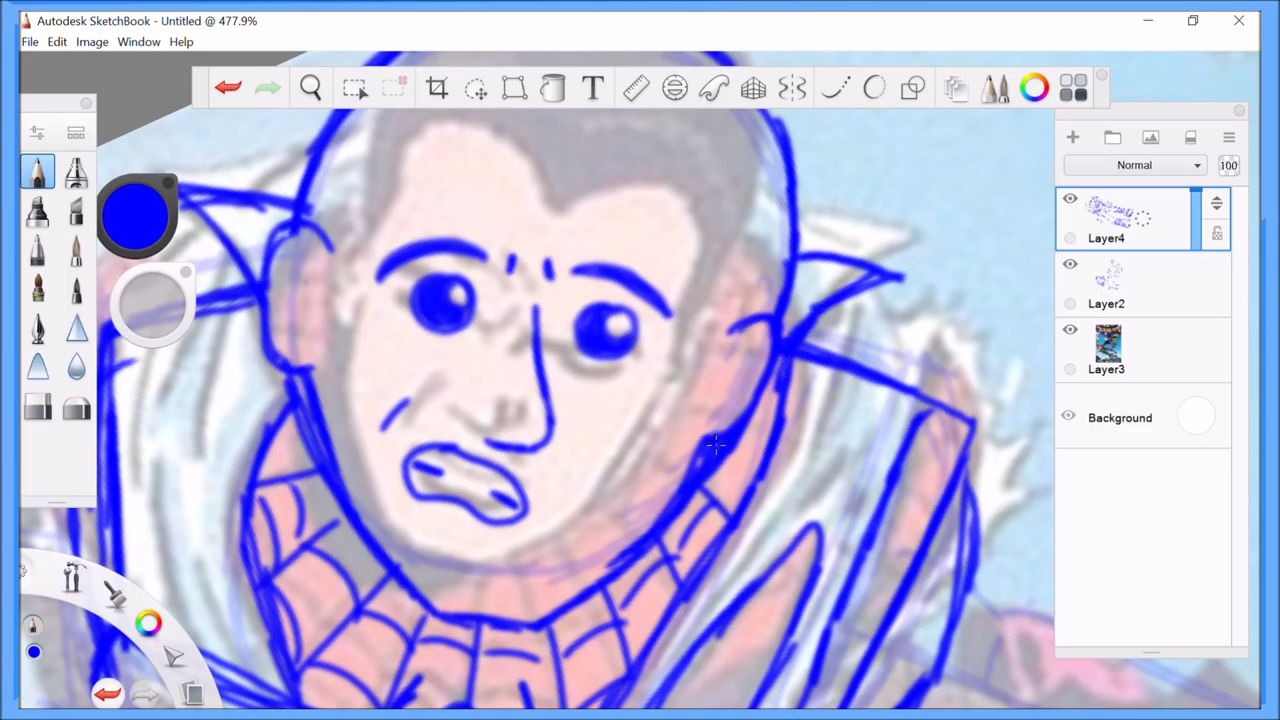 Autodesk SketchBook - Untitled @ 477.9%
File Edit Image Window Help
T
Normal 100
Layer4
Layer2
Layer3
Background